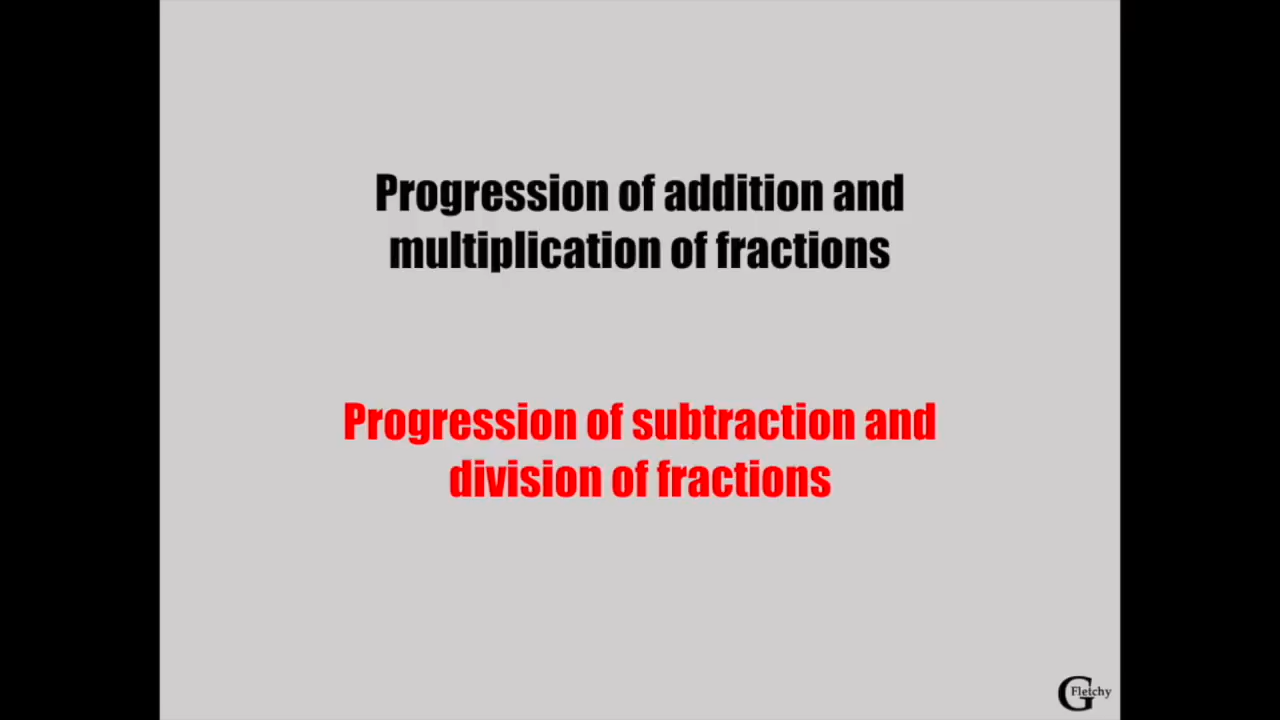 Progression of addition and
multiplication of fractions
Progression of subtraction and
division of fractions
G Fletchy